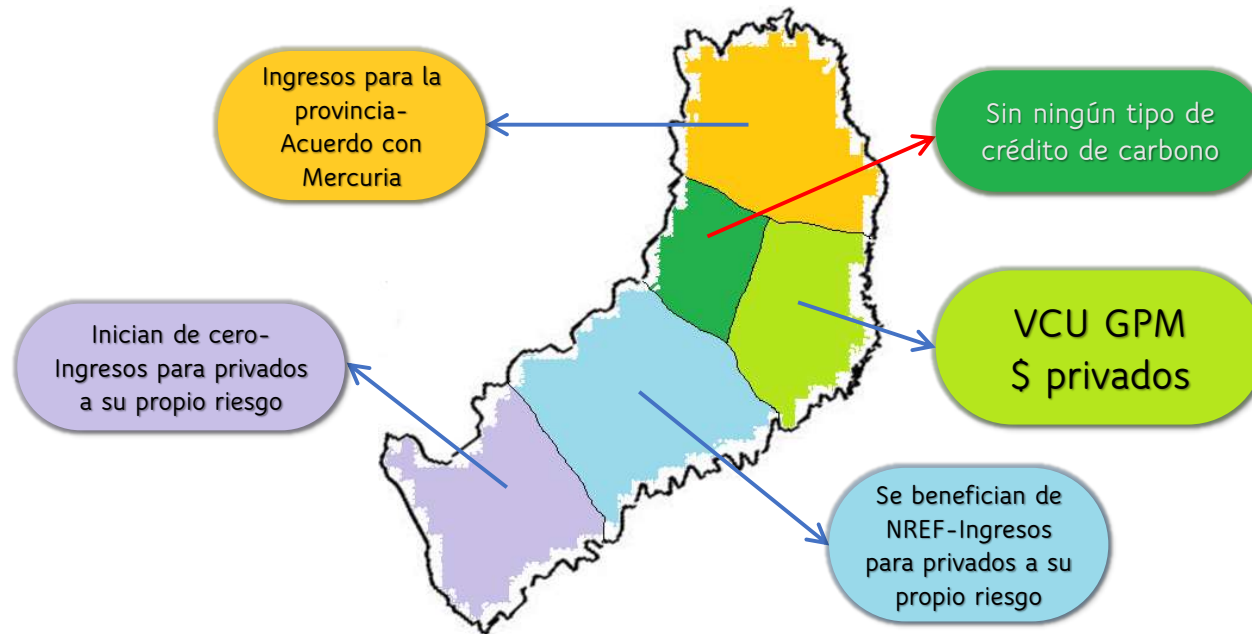 Ingresos para la
provincia-
Acuerdo con
Mercuria
Sin ningún tipo de
crédito de carbono
Inician de cero-
Ingresos para privados
a su propio riesgo
VCU GPM
$ privados
Se benefician de
NREF-Ingresos
para privados a su
propio riesgo